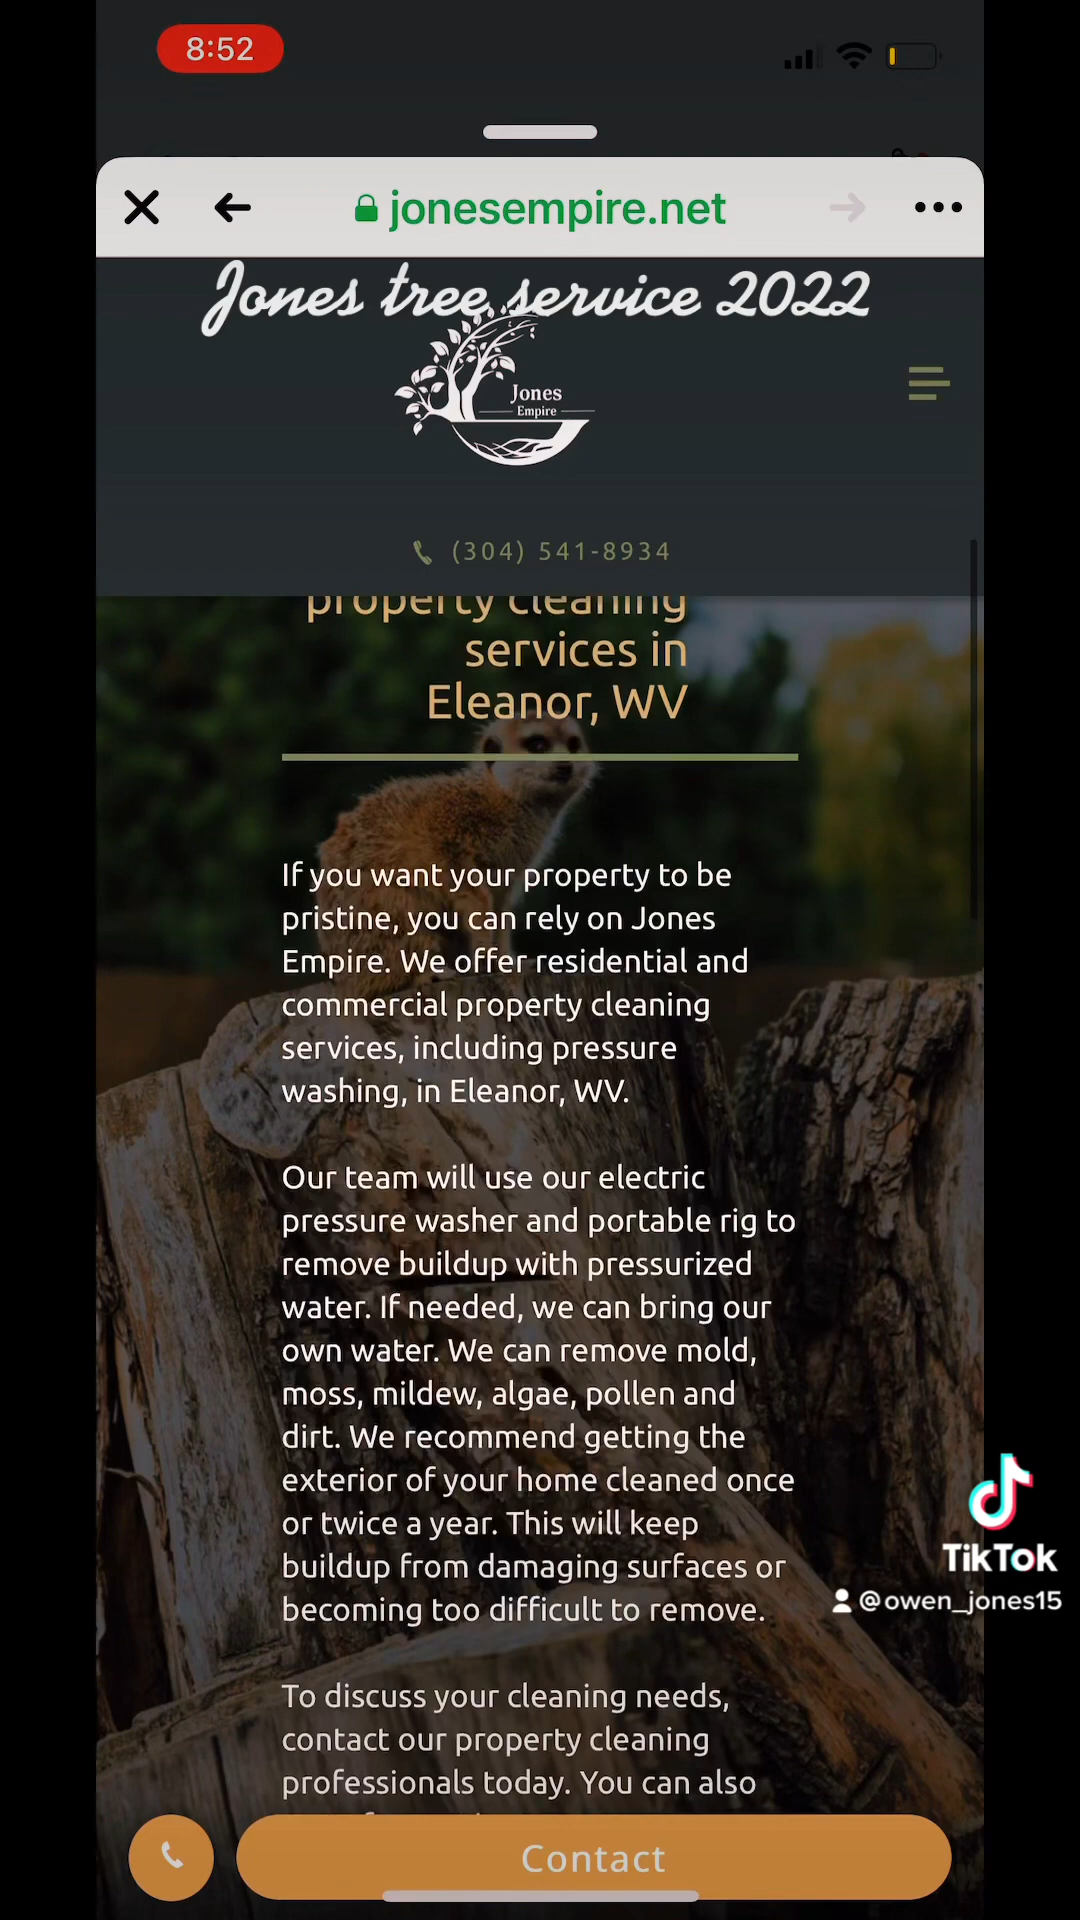 8:52
jonesempire.net
Jones tree service 2022
Jones
Empire
(304) 541-8934
property cleaning
services in
Eleanor, WV
If you want your property to be
pristine, you can rely on Jones
Empire. We offer residential and
commercial property cleaning
services, including pressure
washing, in Eleanor, WV.
Our team will use our electric
pressure washer and portable rig to
remove buildup with pressurized
water. If needed, we can bring our
own water. We can remove mold,
moss, mildew, algae, pollen and
dirt. We recommend getting the
exterior of your home cleaned once
or twice a year. This will keep
buildup from damaging surfaces or
becoming too difficult to remove.
To discuss your cleaning needs,
contact our property cleaning
professionals today. You can also
Contact
TikTok
@owen_jones15